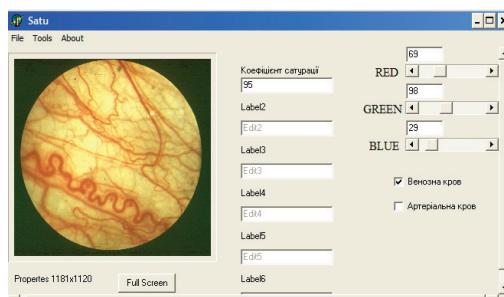 Satu
File Tools About
Коефіцієнт сатурації
95
Label2
Edit2
Label3
Edit3
Label4
Edit4
Label5
Edit5
Label6
69
RED
98
GREEN
29
BLUE
Венозна кров
Артеріальна кров
Propertes 1181x1120
Full Screen